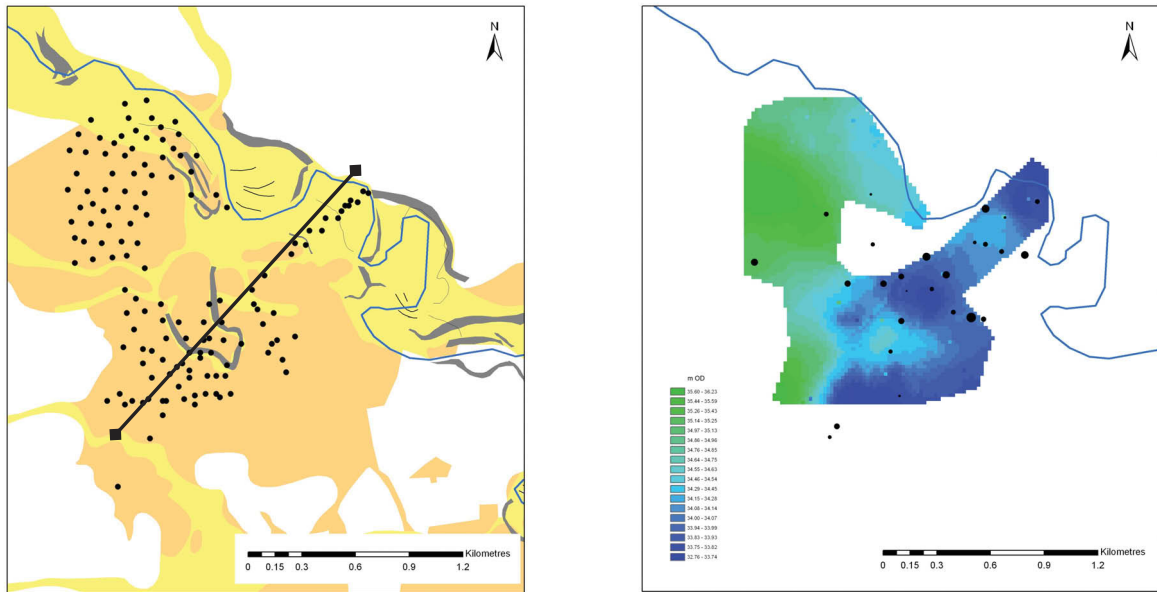 N
Kilometres
0 0.15 0.3 0.6 0.9 1.2
N
m OD
35.60 - 36.23
35.44 - 35.59
35.26 - 35.43
35.14 - 35.25
34.97 - 35.13
34.86 - 34.96
34.76 - 34.85
34.64 - 34.75
34.55 - 34.63
34.46 - 34.54
34.29 - 34.45
34.15 - 34.28
34.08 - 34.14
34.00 - 34.07
33.94 - 33.99
33.83 - 33.93
33.75 - 33.82
32.76 - 33.74
Kilometres
0 0.15 0.3 0.6 0.9 1.2